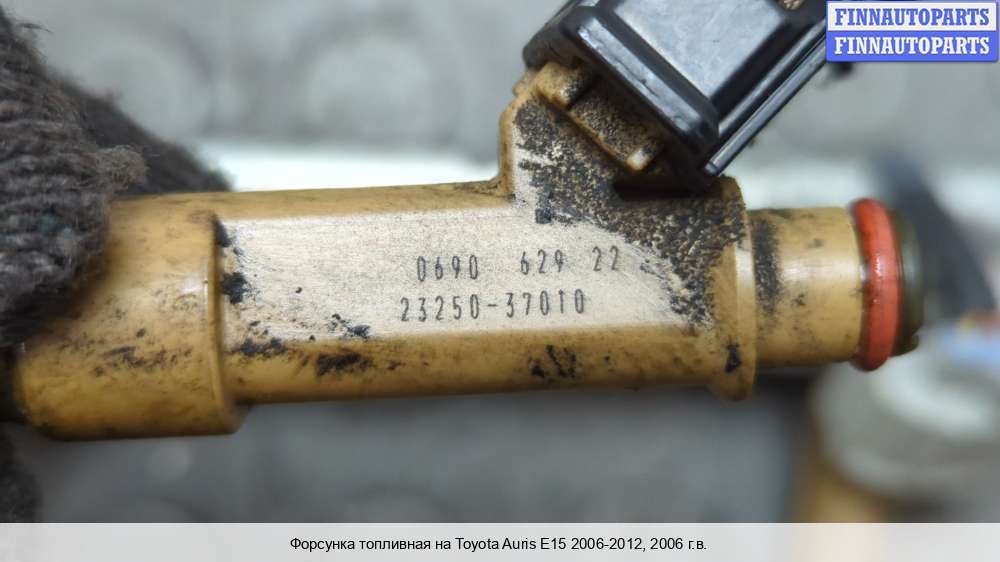 FINNAUTOPARTS
FINNAUTOPARTS
0690 629 22
23250-37010
Форсунка топливная на Toyota Auris E15 2006-2012, 2006 г.в.